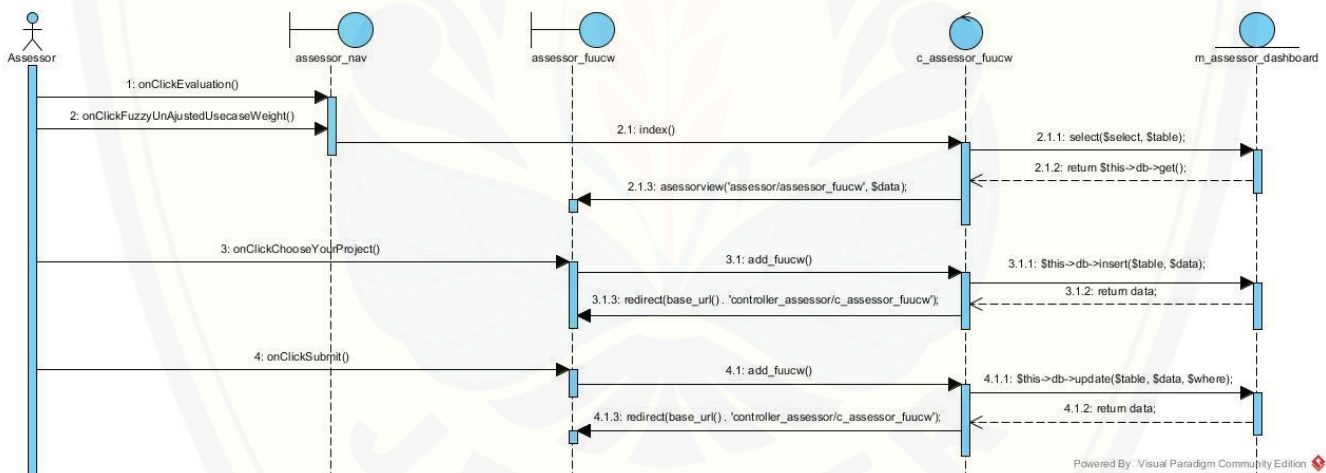 Assessor
assessor_nav
assessor_fuucw
c_assessor_fuucw
m_assessor_dashboard
1: onClickEvaluation()
2: onClickFuzzyUnAjustedUsecaseWeight()
2.1: index()
2.1.1: select($select, $table);
2.1.2: return $this->db->get();
2.1.3: asessorview('assessor/assessor_fuucw', $data);
3: onClickChooseYourProject()
3.1: add_fuucw()
3.1.1: $this->db->insert($table, $data);
3.1.2: return data;
3.1.3: redirect(base_url() . 'controller_assessor/c_assessor_fuucw');
4: onClickSubmit()
4.1: add_fuucw()
4.1.1: $this->db->update($table, $data, $where);
4.1.2: return data;
4.1.3: redirect(base_url() . 'controller_assessor/c_assessor_fuucw');
Powered By Visual Paradigm Community Edition